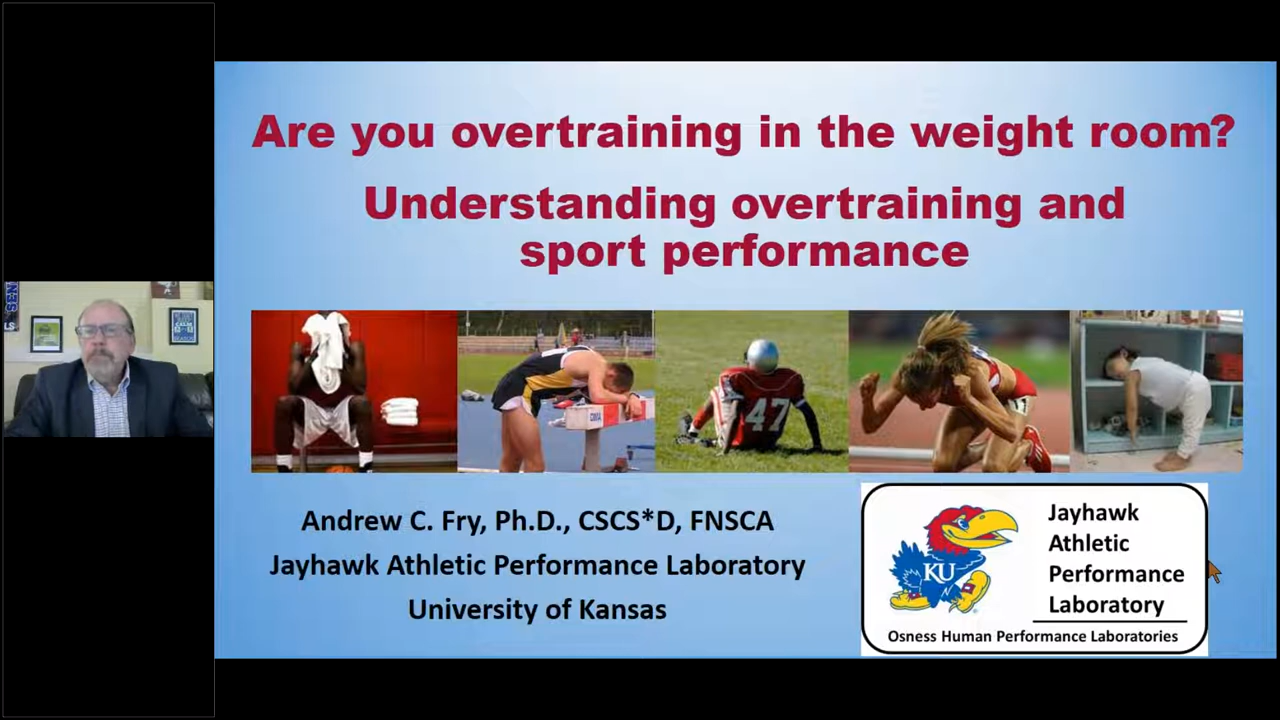 Are you overtraining in the weight room?
Understanding overtraining and
sport performance
47
Andrew C. Fry, Ph.D., CSCS*D, FNSCA
Jayhawk Athletic Performance Laboratory
University of Kansas
KU
Jayhawk
Athletic
Performance
Laboratory
Osness Human Performance Laboratories